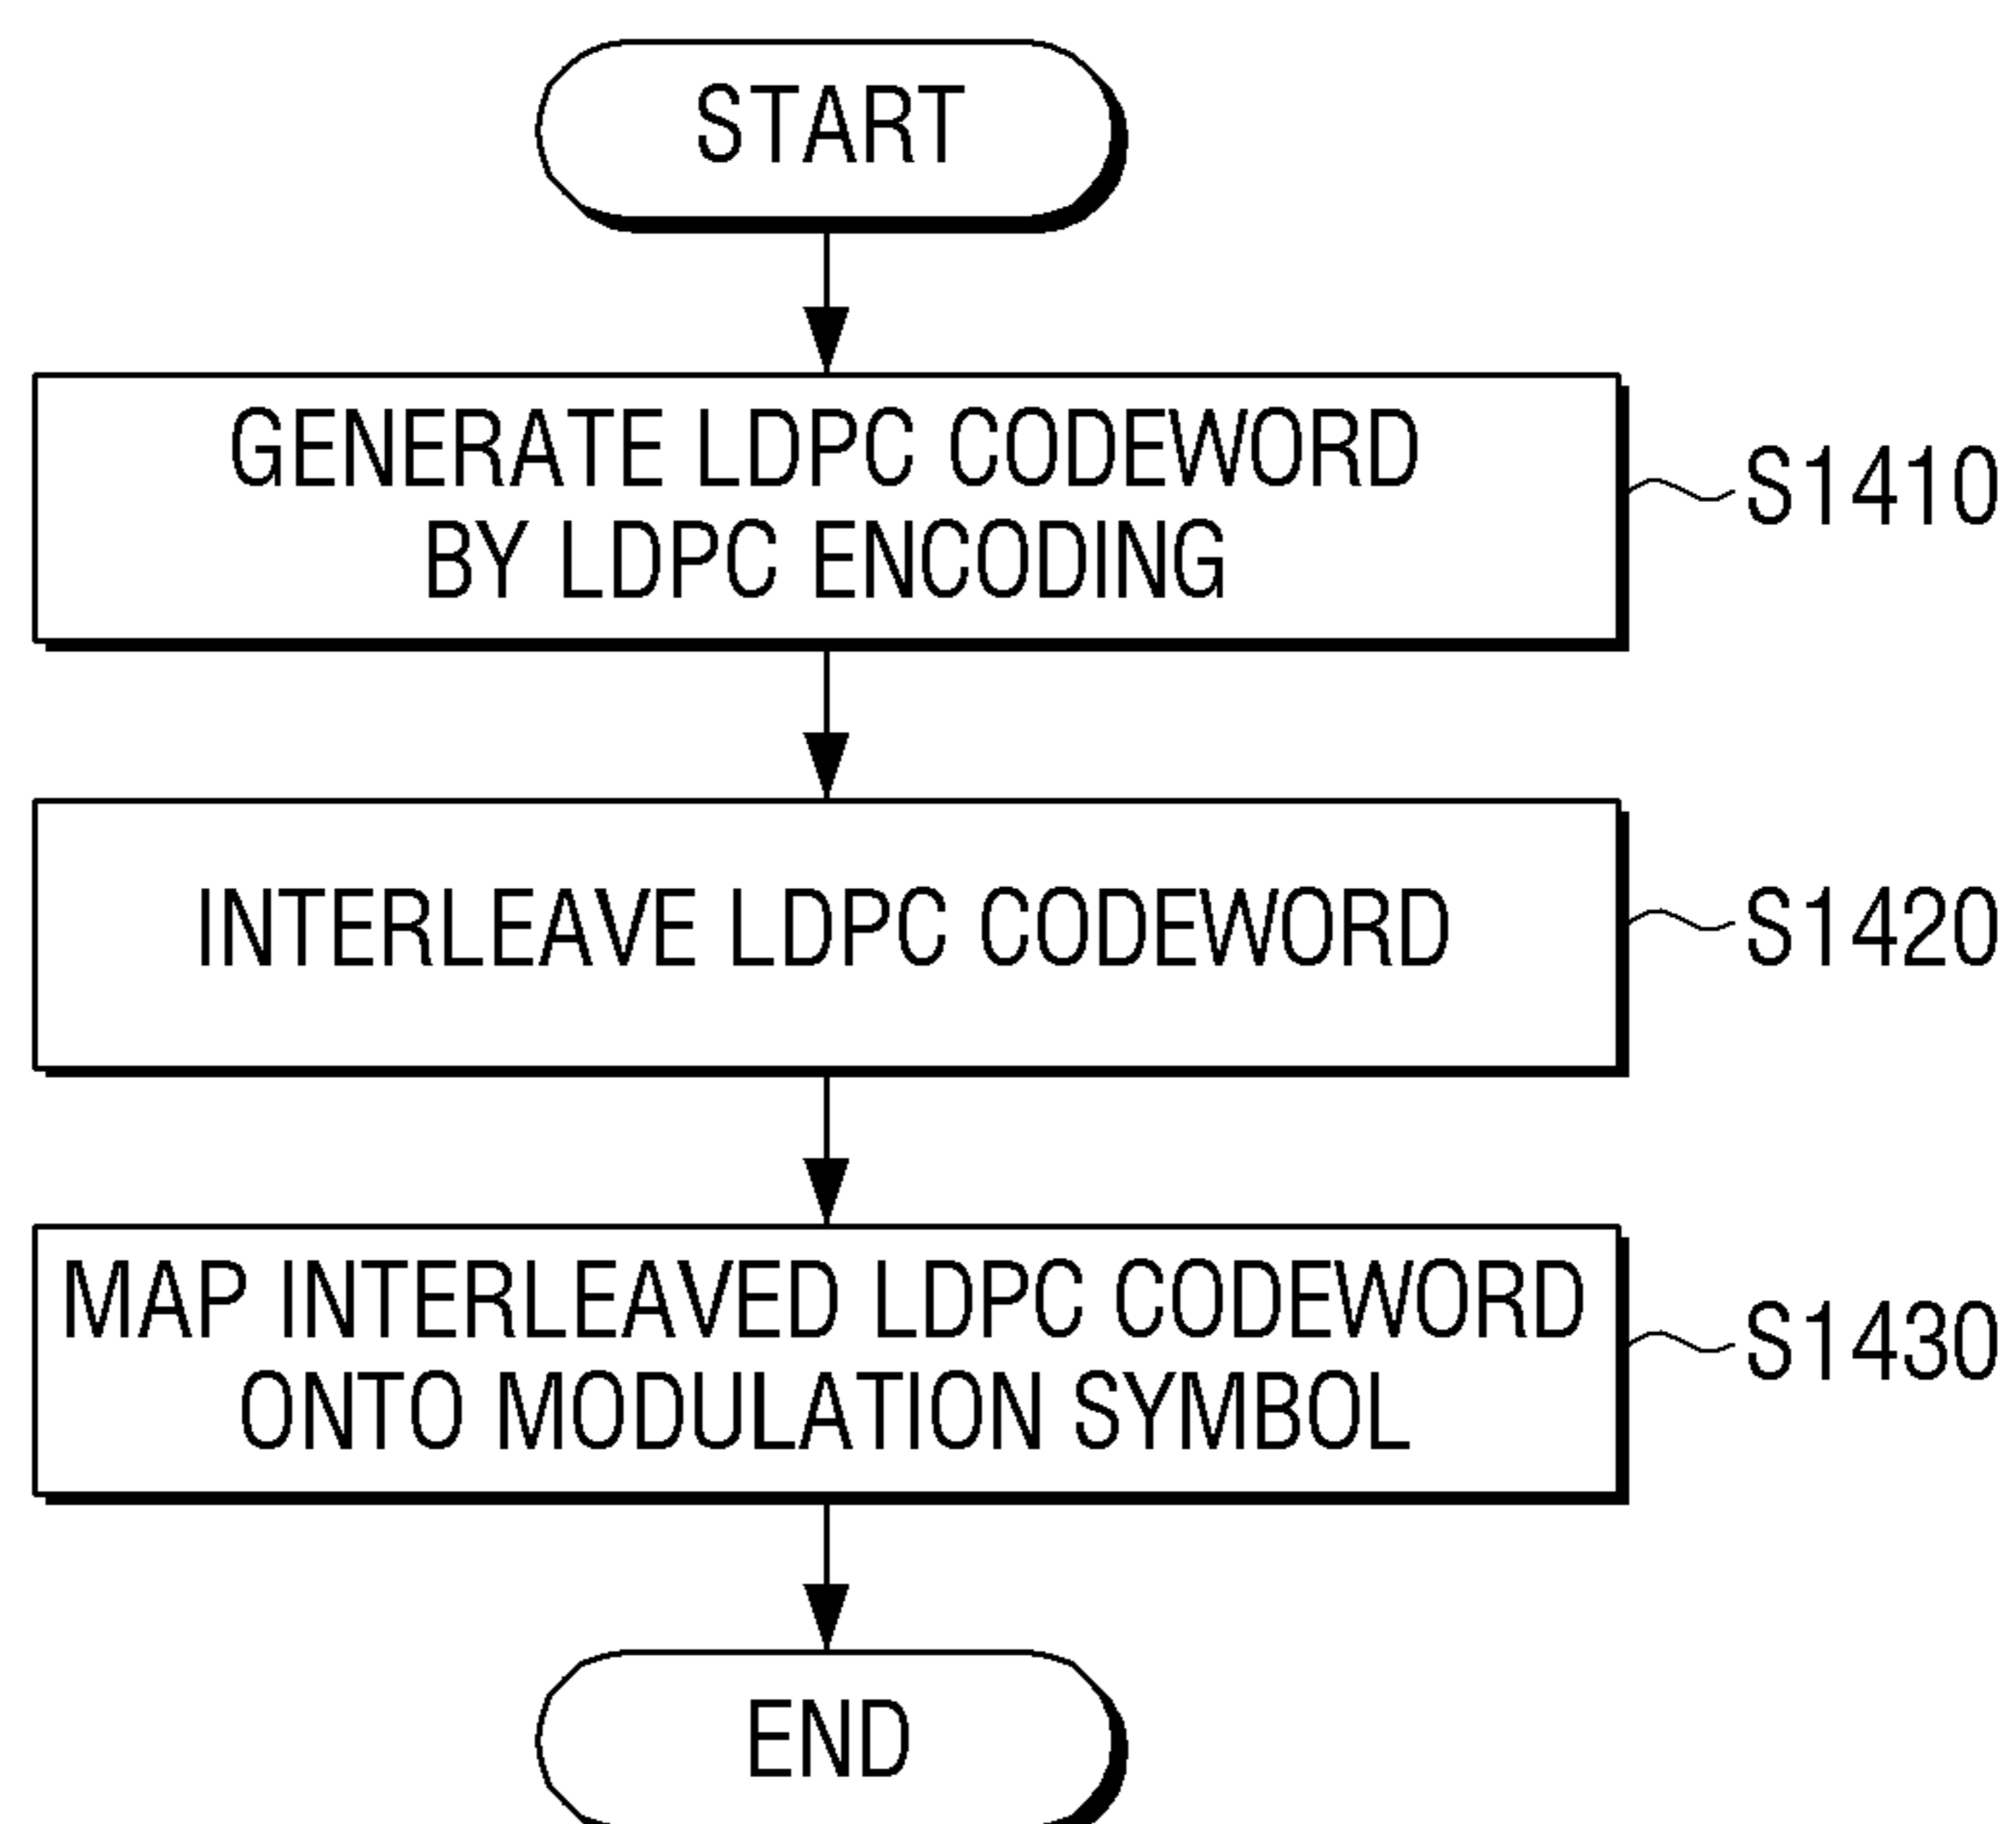 START
GENERATE LDPC CODEWORD
BY LDPC ENCODING
S1410
INTERLEAVE LDPC CODEWORD
S1420
MAP INTERLEAVED LDPC CODEWORD
ONTO MODULATION SYMBOL
S1430
END